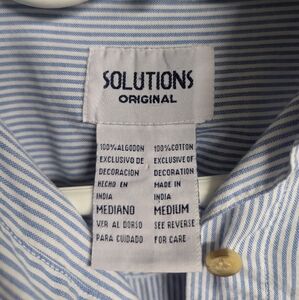 SOLUTIONS
ORIGINAL
100% ALGODON
EXCLUSIVO DE
DECORACION
HECHO EN
INDIA
MEDIANO
VER AL DORSO
PARA CUIDADO
100% COTTON
EXCLUSIVE OF
DECORATION
MADE IN
INDIA
MEDIUM
SEE REVERSE
FOR CARE